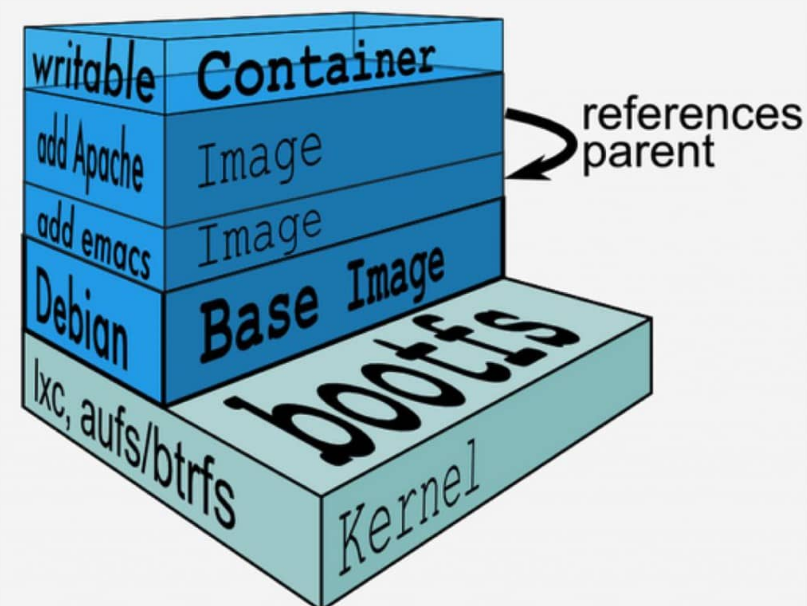 writable Container
add Apache Image
add emacs Image
Debian Base Image
references
parent
bootfs
lxc, aufs/btrfs
Kernel